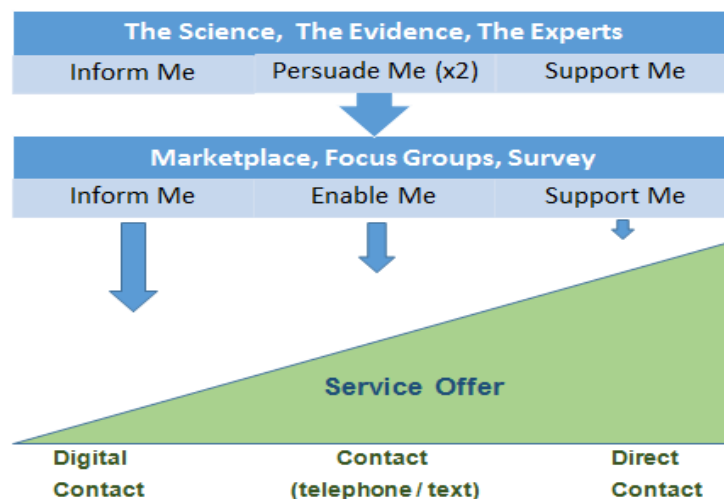 The Science, The Evidence, The Experts
Inform Me Persuade Me (x2) Support Me
Marketplace, Focus Groups, Survey
Inform Me Enable Me Support Me
Service Offer
Digital Contact Direct
Contact (telephone / text) Contact